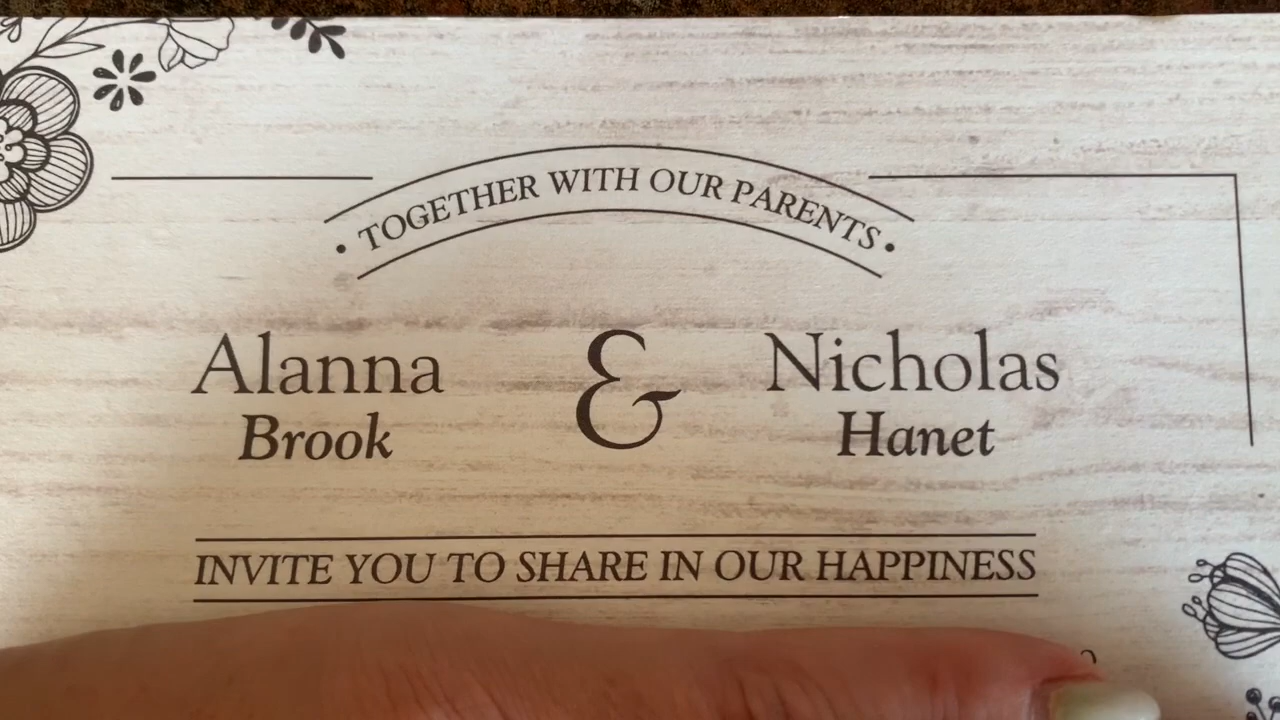 • TOGETHER WITH OUR PARENTS •
Alanna & Nicholas
Brook Hanet
INVITE YOU TO SHARE IN OUR HAPPINESS